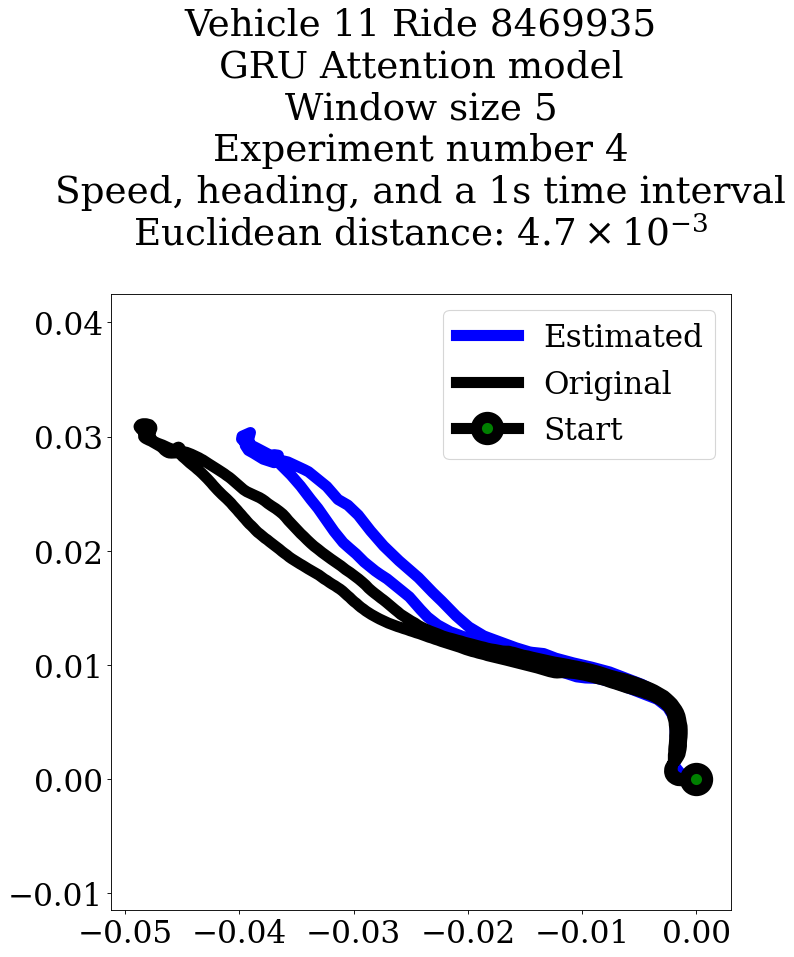 Vehicle 11 Ride 8469935
GRU Attention model
Window size 5
Experiment number 4
Speed, heading, and a 1s time interval
Euclidean distance: 4.7 × 10⁻³
Estimated
Original
Start
0.04
0.03
0.02
0.01
0.00
−0.01
−0.05 −0.04 −0.03 −0.02 −0.01 0.00